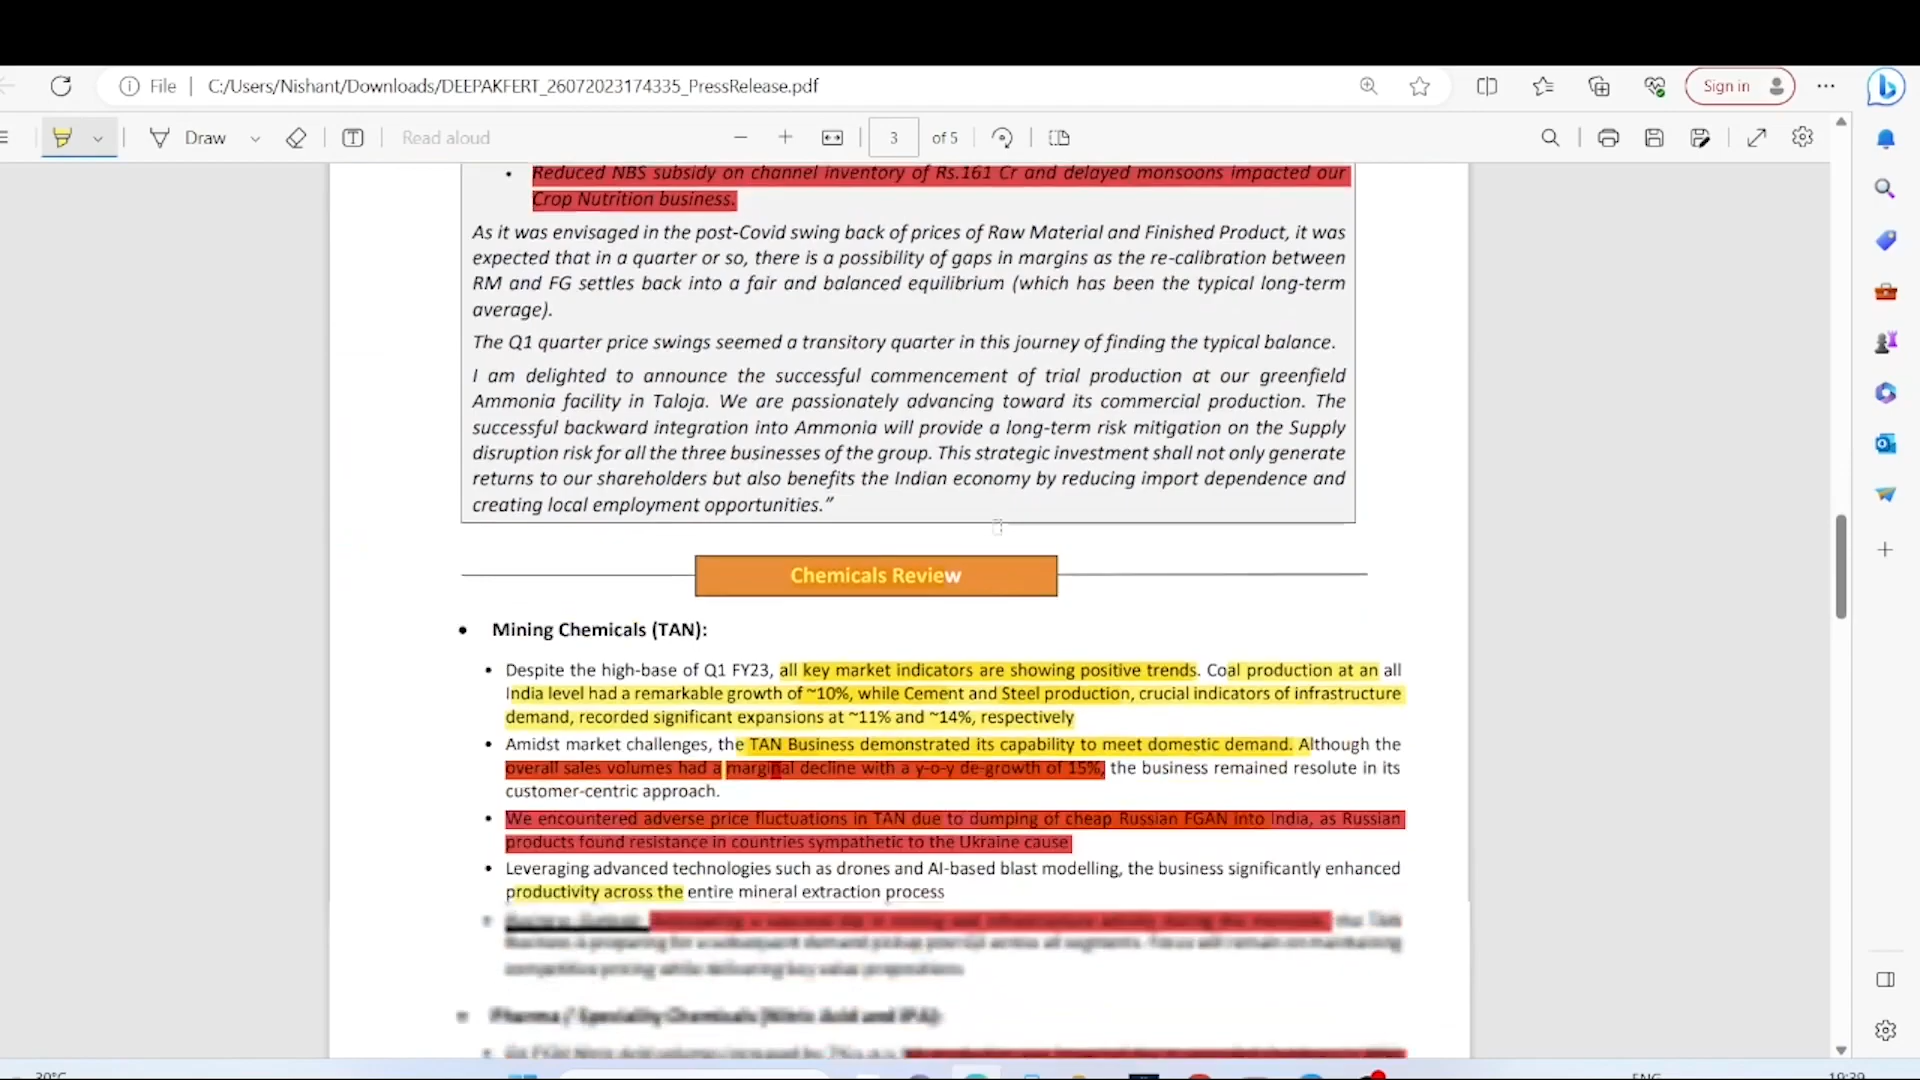 File
C:/Users/Nishant/Downloads/DEEPAKFERT_26072023174335_PressRelease.pdf
Sign in
Draw
Read aloud
3
of 5
• Reduced NBS subsidy on channel inventory of Rs.161 Cr and delayed monsoons impacted our
Crop Nutrition business.
As it was envisaged in the post-Covid swing back of prices of Raw Material and Finished Product, it was
expected that in a quarter or so, there is a possibility of gaps in margins as the re-calibration between
RM and FG settles back into a fair and balanced equilibrium (which has been the typical long-term
average).
The Q1 quarter price swings seemed a transitory quarter in this journey of finding the typical balance.
I am delighted to announce the successful commencement of trial production at our greenfield
Ammonia facility in Taloja. We are passionately advancing toward its commercial production. The
successful backward integration into Ammonia will provide a long-term risk mitigation on the Supply
disruption risk for all the three businesses of the group. This strategic investment shall not only generate
returns to our shareholders but also benefits the Indian economy by reducing import dependence and
creating local employment opportunities.”
Chemicals Review
• Mining Chemicals (TAN):
• Despite the high-base of Q1 FY23, all key market indicators are showing positive trends. Coal production at an all
India level had a remarkable growth of ~10%, while Cement and Steel production, crucial indicators of infrastructure
demand, recorded significant expansions at ~11% and ~14%, respectively
• Amidst market challenges, the TAN Business demonstrated its capability to meet domestic demand. Although the
overall sales volumes had a marginal decline with a y-o-y de-growth of 15%, the business remained resolute in its
customer-centric approach.
• We encountered adverse price fluctuations in TAN due to dumping of cheap Russian FGAN into India, as Russian
products found resistance in countries sympathetic to the Ukraine cause
• Leveraging advanced technologies such as drones and AI-based blast modelling, the business significantly enhanced
productivity across the entire mineral extraction process
Pharma / Speciality Chemicals (Nitric Acid and IPA):